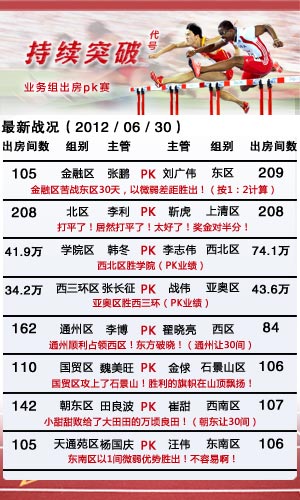 持续突破
代号
业务组出房pk赛
最新战况（2012 / 06 / 30）
出房间数 组别 主管 主管 组别 出房间数
105 金融区 张鹏 PK 刘广伟 东区 209
金融区苦战东区30天，以微弱差距胜出！（按1：2计算）
208 北区 李利 PK 靳虎 上清区 208
打平了！居然打平了！太好了！奖金对半分！
41.9万 学院区 韩冬 PK 李志伟 西北区 74.1万
西北区胜学院（PK业绩）
34.2万 西三环区 张长征 PK 战伟 亚奥区 43.6万
亚奥区胜西三环（PK业绩）
162 通州区 李博 PK 翟晓亮 西区 84
通州顺利占领西区！东方破晓！（通州让30间）
110 国贸区 魏美旺 PK 金俅 石景山区 106
国贸区攻上了石景山！胜利的旗帜在山顶飘扬！
142 朝东区 田良波 PK 崔甜 西南区 107
小甜甜败给了大田田的万顷良田！（朝东让30间）
105 天通苑区 杨国庆 PK 汪伟 东南区 106
东南区以1间微弱优势胜出！不容易啊！